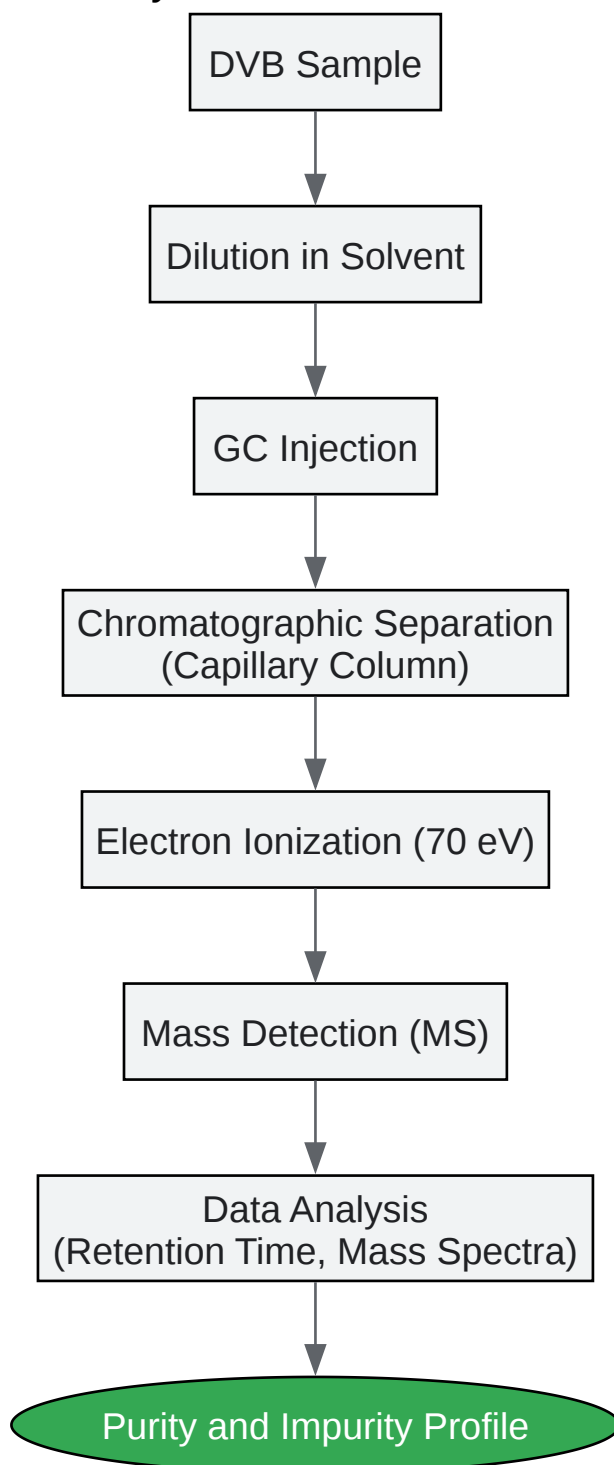 DVB Sample
Dilution in Solvent
GC Injection
Chromatographic Separation
(Capillary Column)
Electron Ionization (70 eV)
Mass Detection (MS)
Data Analysis
(Retention Time, Mass Spectra)
Purity and Impurity Profile